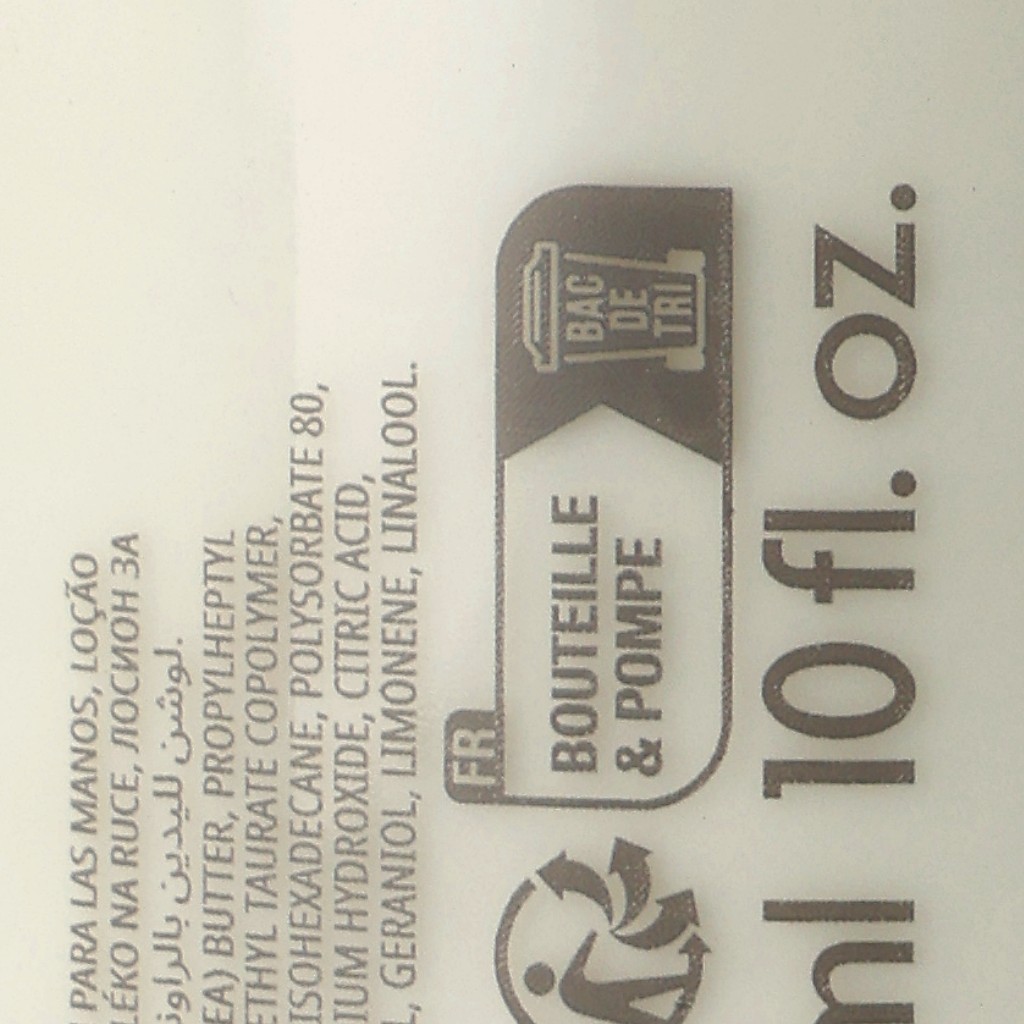 PARA LAS MANOS, LOÇÃO
LÉKO NA RUCE, ЛОСИОН ЗА
لوشن لليدين بالراوند.
EA) BUTTER, PROPYLHEPTYL
ETHYL TAURATE COPOLYMER,
ISOHEXADECANE, POLYSORBATE 80,
IUM HYDROXIDE, CITRIC ACID,
L, GERANIOL, LIMONENE, LINALOOL.
FR
BOUTEILLE
& POMPE
BAC
DE
TRI
ml 10 fl. oz.